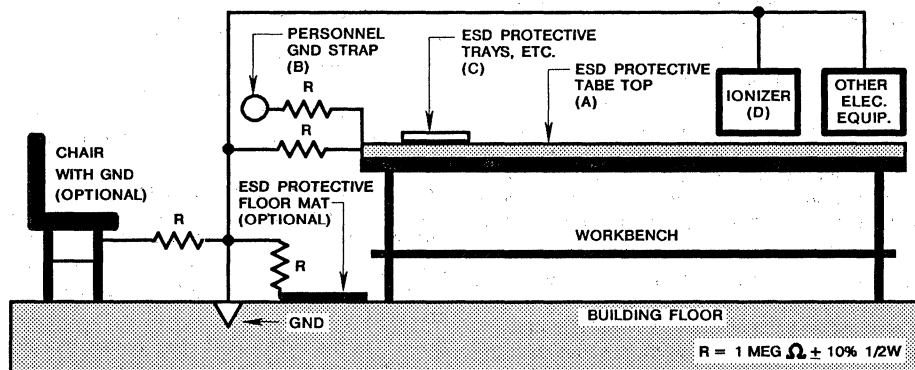 PERSONNEL
GND STRAP
(B)
ESD PROTECTIVE
TRAYS, ETC.
(C)
ESD PROTECTIVE
TABE TOP
(A)
IONIZER
(D)
OTHER
ELEC.
EQUIP.
R
R
CHAIR
WITH GND
(OPTIONAL)
R
ESD PROTECTIVE
FLOOR MAT
(OPTIONAL)
R
WORKBENCH
GND
BUILDING FLOOR
R = 1 MEG Ω ± 10% 1/2W